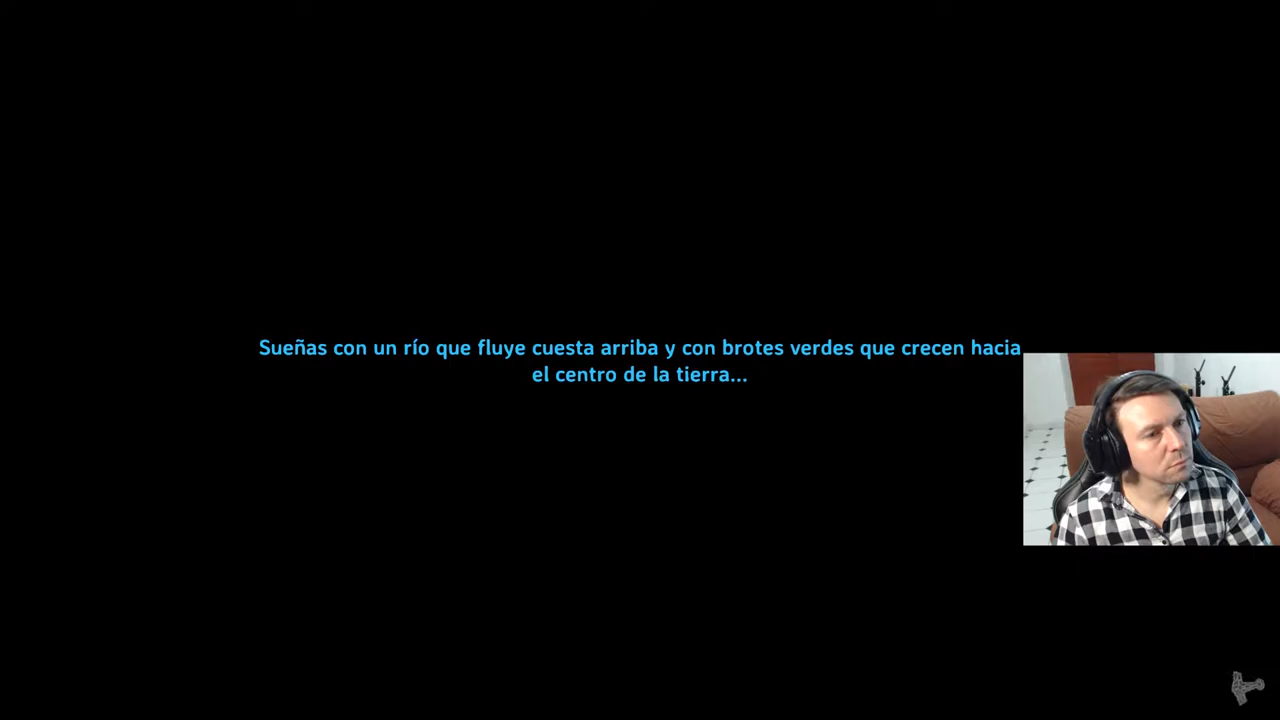 Sueñas con un río que fluye cuesta arriba y con brotes verdes que crecen hacia
el centro de la tierra...